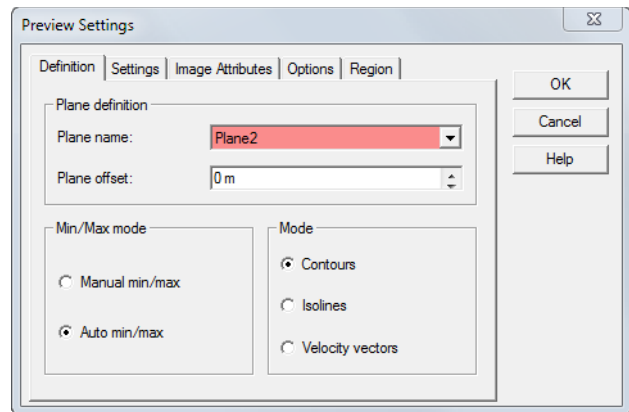 Preview Settings
Definition Settings Image Attributes Options Region
OK
Cancel
Help
Plane definition
Plane name: Plane2
Plane offset: 0 m
Min/Max mode
Manual min/max
Auto min/max
Mode
Contours
Isolines
Velocity vectors